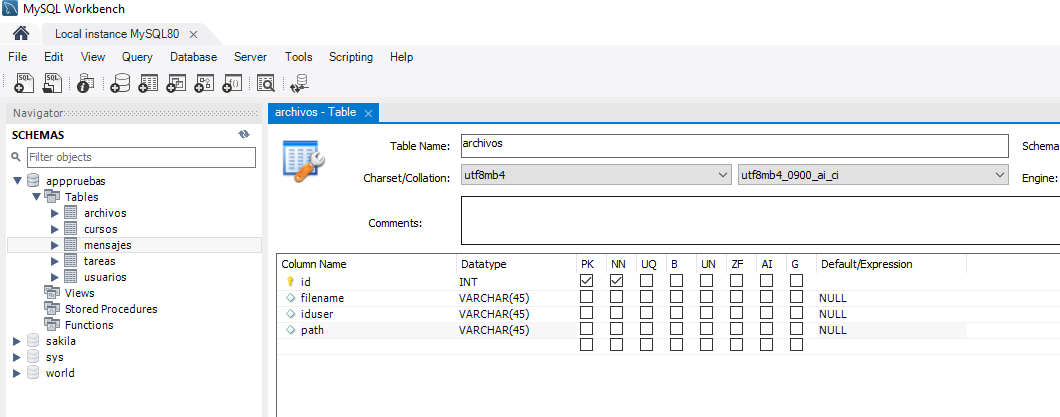 MySQL Workbench
Local instance MySQL80
File Edit View Query Database Server Tools Scripting Help
Navigator
SCHEMAS
Filter objects
apppruebas
Tables
archivos
cursos
mensajes
tareas
usuarios
Views
Stored Procedures
Functions
sakila
sys
world
archivos - Table
Table Name: archivos Schema
Charset/Collation: utf8mb4 utf8mb4_0900_ai_ci Engine:
Comments:
Column Name Datatype PK NN UQ B UN ZF AI G Default/Expression
id INT
filename VARCHAR(45) NULL
iduser VARCHAR(45) NULL
path VARCHAR(45) NULL